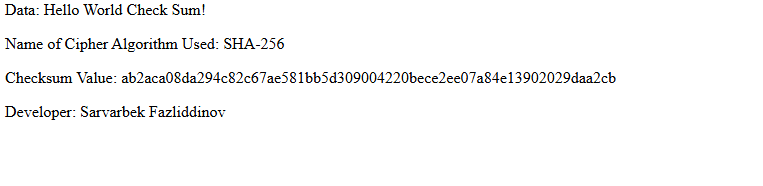 Data: Hello World Check Sum!
Name of Cipher Algorithm Used: SHA-256
Checksum Value: ab2aca08da294c82c67ae581bb5d309004220bece2ee07a84e13902029daa2cb
Developer: Sarvarbek Fazliddinov